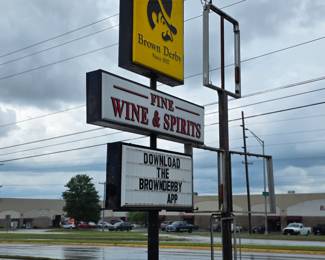 Brown Derby
FINE
WINE & SPIRITS
DOWNLOAD
THE
BROWNDERBY
APP